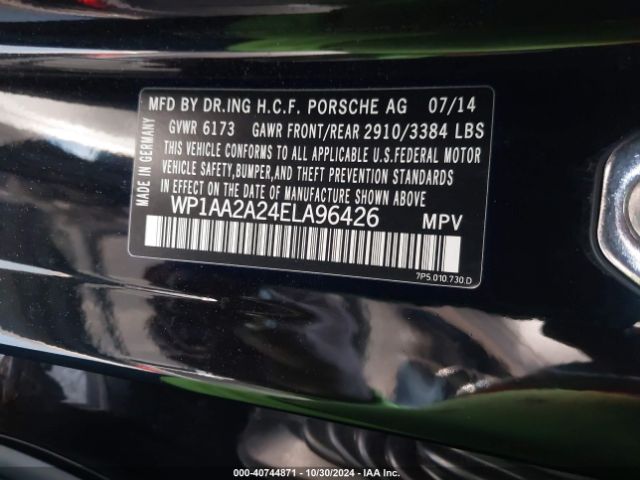 MFD BY DR.ING H.C.F. PORSCHE AG 07/14
GVWR 6173 GAWR FRONT/REAR 2910/3384 LBS
THIS VEHICLE CONFORMS TO ALL APPLICABLE U.S.FEDERAL MOTOR
VEHICLE SAFETY,BUMPER,AND THEFT PREVENTION STANDARDS
IN EFFECT ON THE DATE OF MANUFACTURE SHOWN ABOVE
WP1AA2A24ELA96426 MPV
7P5.010.730.D
MADE IN GERMANY
000-40744871 | 10/30/2024 | IAA Inc.